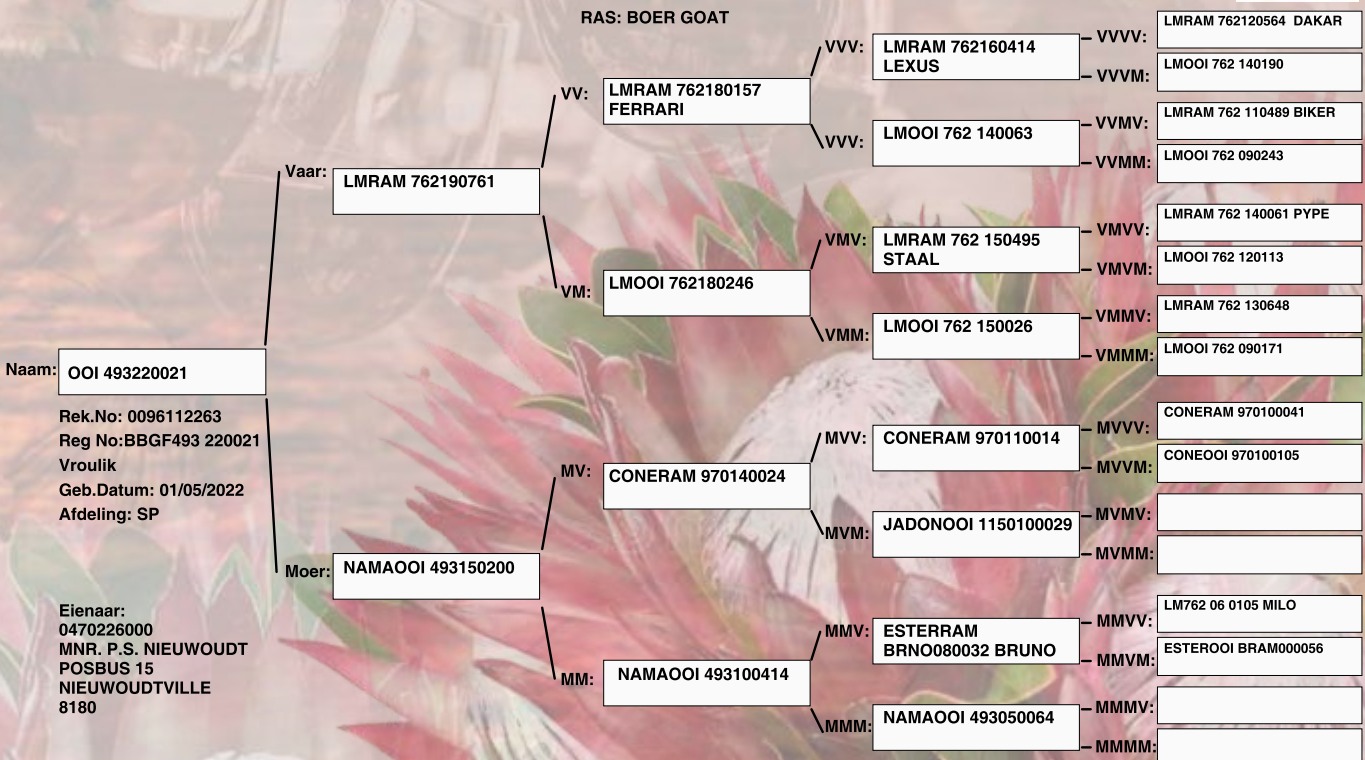 RAS: BOER GOAT
Naam: OOI 493220021
Rek.No: 0096112263
Reg No:BBGF493 220021
Vroulik
Geb.Datum: 01/05/2022
Afdeling: SP
Eienaar:
0470226000
MNR. P.S. NIEUWOUDT
POSBUS 15
NIEUWOUDTVILLE
8180
Vaar: LMRAM 762190761
Moer: NAMAOOI 493150200
VV: LMRAM 762180157
FERRARI
VM: LMOOI 762180246
MV: CONERAM 970140024
MM: NAMAOOI 493100414
VVV: LMRAM 762160414
LEXUS
VVV: LMOOI 762 140063
VMV: LMRAM 762 150495
STAAL
VMM: LMOOI 762 150026
MVV: CONERAM 970110014
MVM: JADONOOI 1150100029
MMV: ESTERRAM
BRNO080032 BRUNO
MMM: NAMAOOI 493050064
VVVV: LMRAM 762120564 DAKAR
VVVM: LMOOI 762 140190
VVMV: LMRAM 762 110489 BIKER
VVMM: LMOOI 762 090243
VMVV: LMRAM 762 140061 PYPE
VMVM: LMOOI 762 120113
VMMV: LMRAM 762 130648
VMMM: LMOOI 762 090171
MVVV: CONERAM 970100041
MVVM: CONEOOI 970100105
MVMV:
MVMM:
MMVV: LM762 06 0105 MILO
MMVM: ESTEROOI BRAM000056
MMMV:
MMMM: